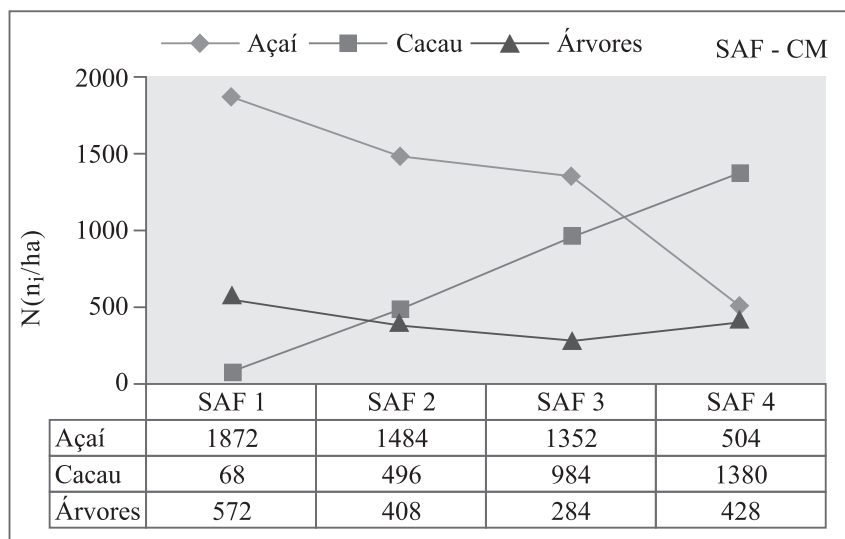 Açaí Cacau Árvores SAF - CM
2000
1500
1000
500
0
N(nᵢ/ha)
SAF 1 SAF 2 SAF 3 SAF 4
Açaí 1872 1484 1352 504
Cacau 68 496 984 1380
Árvores 572 408 284 428